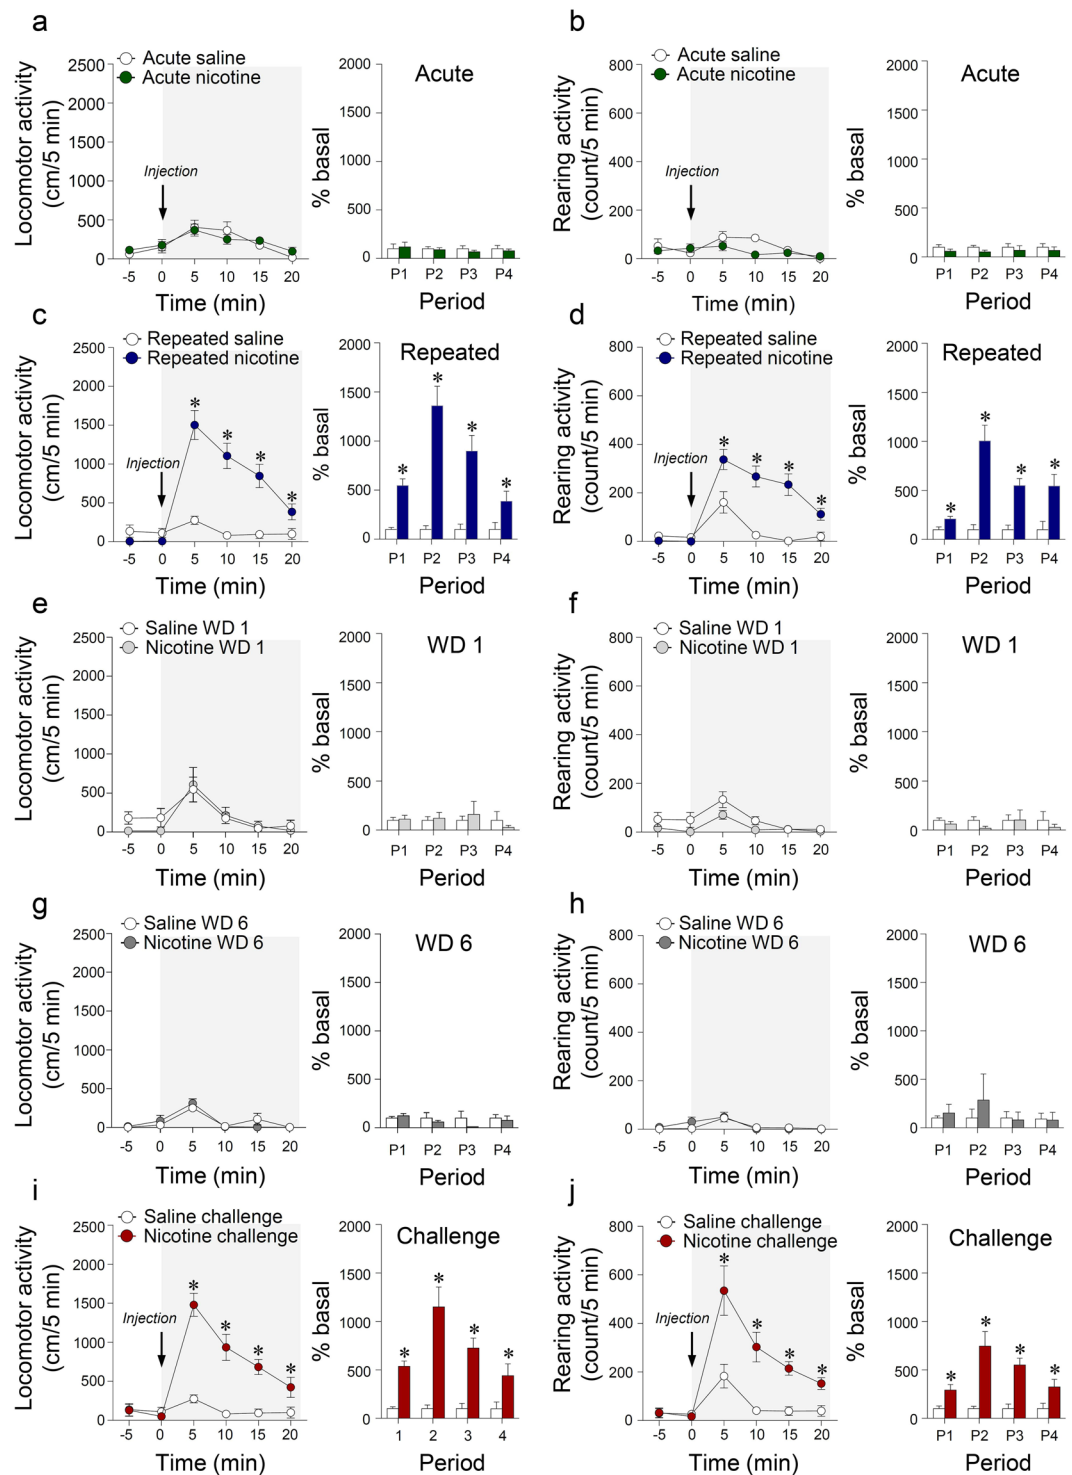 a
Acute saline
Acute nicotine
Locomotor activity
(cm/5 min)
2500
2000
1500
1000
500
0
Injection
-5 0 5 10 15 20
Time (min)
Acute
% basal
2000
1500
1000
500
0
P1 P2 P3 P4
Period
b
Acute saline
Acute nicotine
Rearing activity
(count/5 min)
800
600
400
200
0
Injection
-5 0 5 10 15 20
Time (min)
Acute
% basal
2000
1500
1000
500
0
P1 P2 P3 P4
Period
c
Repeated saline
Repeated nicotine
Locomotor activity
(cm/5 min)
2500
2000
1500
1000
500
0
Injection
* * * *
-5 0 5 10 15 20
Time (min)
Repeated
% basal
2000
1500
1000
500
0
* * * *
P1 P2 P3 P4
Period
d
Repeated saline
Repeated nicotine
Rearing activity
(count/5 min)
800
600
400
200
0
Injection
* * * *
-5 0 5 10 15 20
Time (min)
Repeated
% basal
2000
1500
1000
500
0
* * * *
P1 P2 P3 P4
Period
e
Saline WD 1
Nicotine WD 1
Locomotor activity
(cm/5 min)
2500
2000
1500
1000
500
0
-5 0 5 10 15 20
Time (min)
WD 1
% basal
2000
1500
1000
500
0
P1 P2 P3 P4
Period
f
Saline WD 1
Nicotine WD 1
Rearing activity
(count/5 min)
800
600
400
200
0
-5 0 5 10 15 20
Time (min)
WD 1
% basal
2000
1500
1000
500
0
P1 P2 P3 P4
Period
g
Saline WD 6
Nicotine WD 6
Locomotor activity
(cm/5 min)
2500
2000
1500
1000
500
0
-5 0 5 10 15 20
Time (min)
WD 6
% basal
2000
1500
1000
500
0
P1 P2 P3 P4
Period
h
Saline WD 6
Nicotine WD 6
Rearing activity
(count/5 min)
800
600
400
200
0
-5 0 5 10 15 20
Time (min)
WD 6
% basal
2000
1500
1000
500
0
P1 P2 P3 P4
Period
i
Saline challenge
Nicotine challenge
Locomotor activity
(cm/5 min)
2500
2000
1500
1000
500
0
Injection
* * * *
-5 0 5 10 15 20
Time (min)
Challenge
% basal
2000
1500
1000
500
0
* * * *
1 2 3 4
Period
j
Saline challenge
Nicotine challenge
Rearing activity
(count/5 min)
800
600
400
200
0
Injection
* * * *
-5 0 5 10 15 20
Time (min)
Challenge
% basal
2000
1500
1000
500
0
* * * *
P1 P2 P3 P4
Period